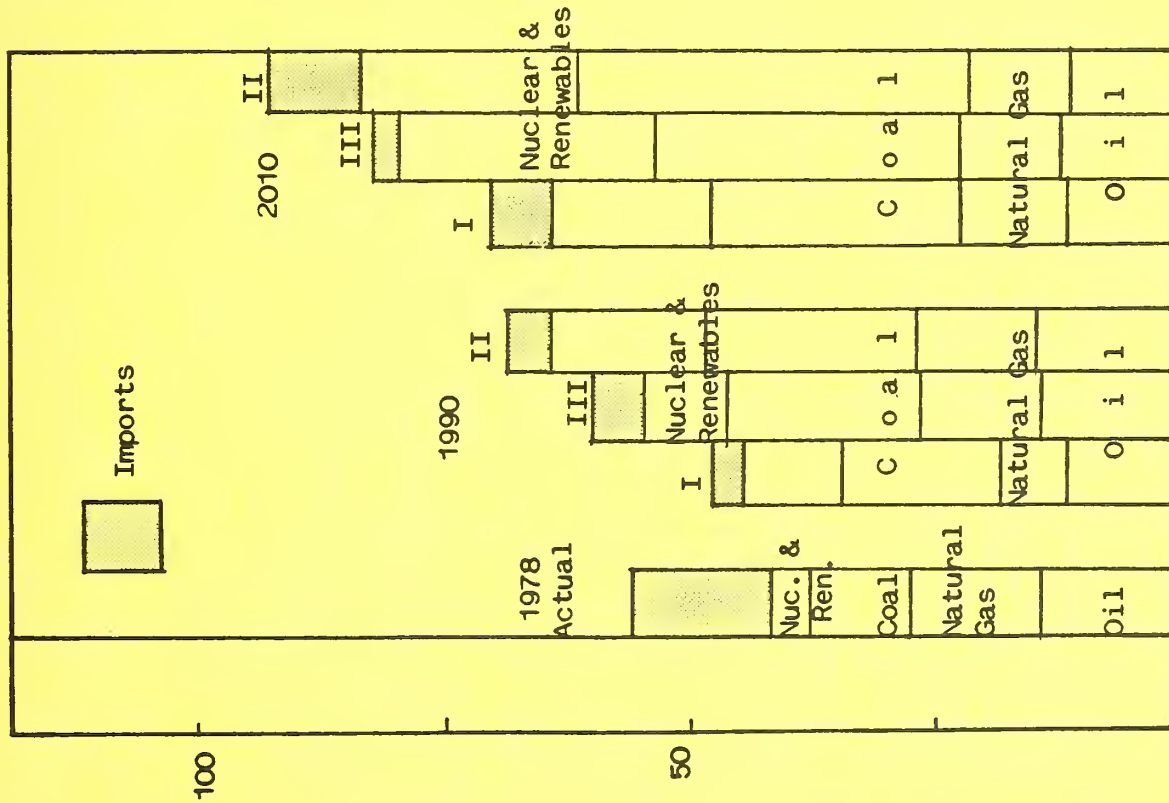 100
50
Imports
1978
Actual
Nuc. &
Ren.
Coal
Natural
Gas
Oil
1990
I
III
II
Nuclear &
Renewables
C o a l
Natural Gas
O i l
2010
I
III
II
Nuclear &
Renewables
C o a l
Natural Gas
O i l